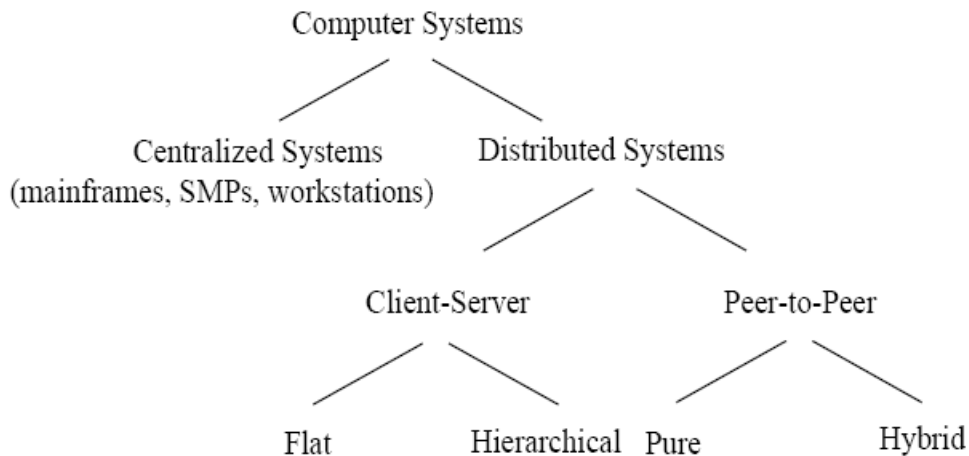 Computer Systems
Centralized Systems
(mainframes, SMPs, workstations)
Distributed Systems
Client-Server
Peer-to-Peer
Flat
Hierarchical
Pure
Hybrid